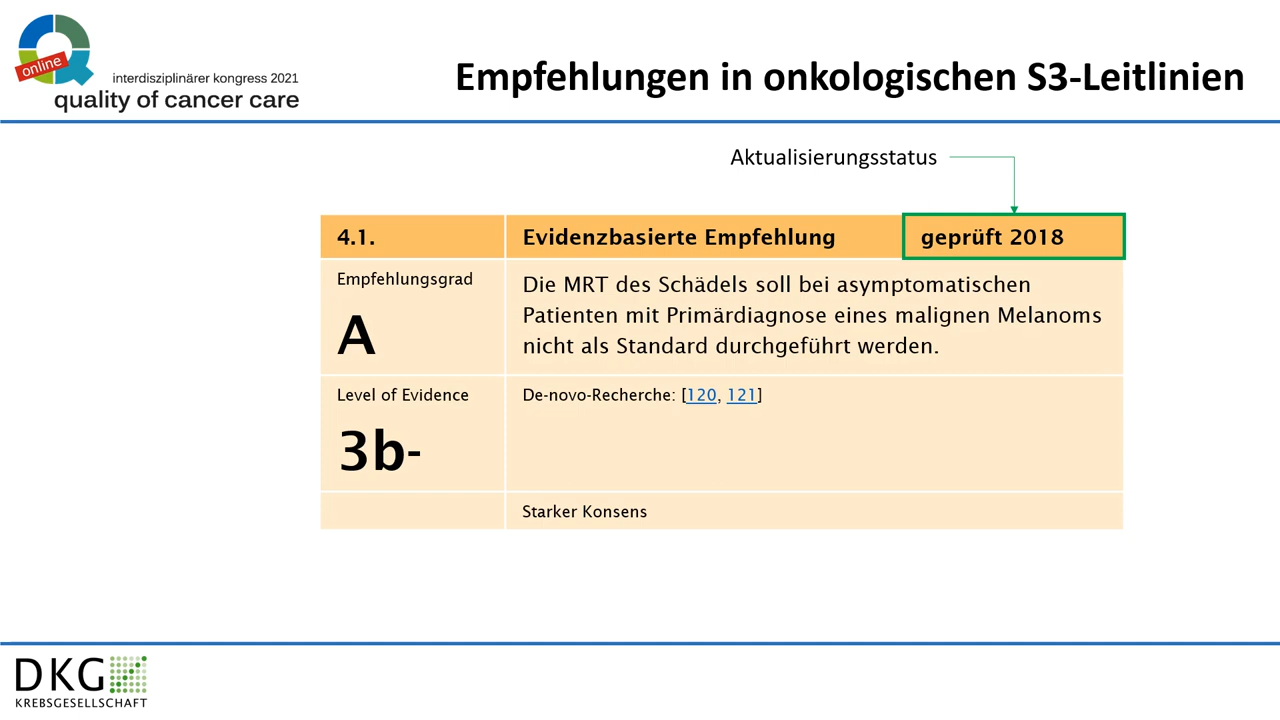 online
interdisziplinärer kongress 2021
quality of cancer care
Empfehlungen in onkologischen S3-Leitlinien
Aktualisierungsstatus
4.1.
Evidenzbasierte Empfehlung
geprüft 2018
Empfehlungsgrad
A
Die MRT des Schädels soll bei asymptomatischen
Patienten mit Primärdiagnose eines malignen Melanoms
nicht als Standard durchgeführt werden.
Level of Evidence
3b-
De-novo-Recherche: [120, 121]
Starker Konsens
DKG
KREBSGESELLSCHAFT